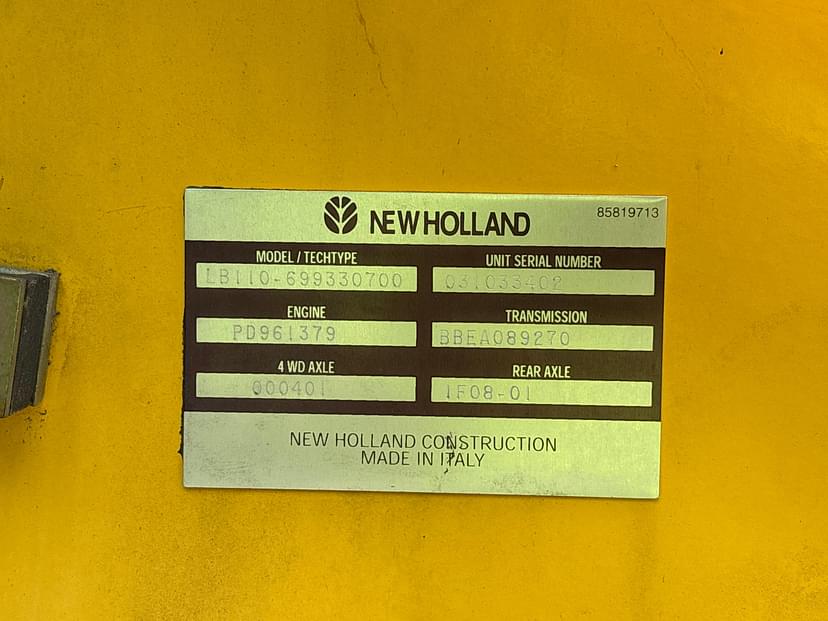 NEW HOLLAND
85819713
MODEL / TECHTYPE
UNIT SERIAL NUMBER
LB110-699330700
031033402
ENGINE
TRANSMISSION
PD961379
BBEA089270
4 WD AXLE
REAR AXLE
000401
1F08-01
NEW HOLLAND CONSTRUCTION
MADE IN ITALY